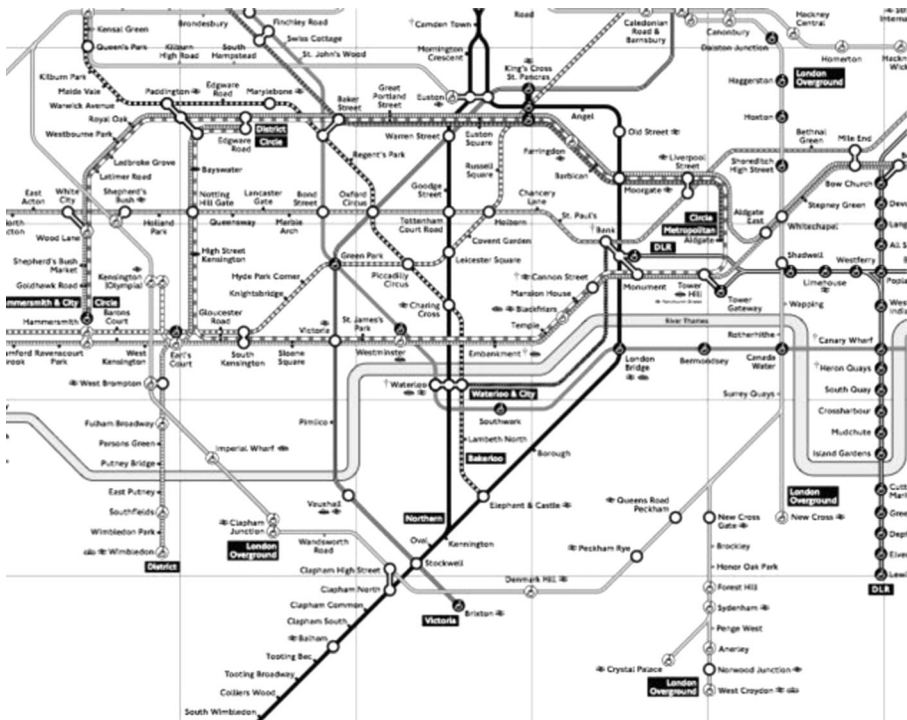 Kensal Green
Queen's Park
Brondesbury
Kilburn
High Road
South
Hampstead
Finchley Road
Swiss Cottage
St. John's Wood
Camden Town
Mornington
Crescent
Road
Caledonian
Road &
Barnsbury
Canonbury
Dalston Junction
Hackney
Central
Homerton
Kilburn Park
Maida Vale
Warwick Avenue
Royal Oak
Westbourne Park
Paddington
Edgware
Road
Marylebone
Baker
Street
Great
Portland
Street
Euston
King's Cross
St. Pancras
Angel
Haggerston
London
Overground
Hoxton
Edgware
Road
District
Circle
Warren Street
Euston
Square
Farringdon
Old Street
Bethnal
Green
Mile End
Ladbroke Grove
Latimer Road
Bayswater
Regent's Park
Russell
Square
Barbican
Liverpool
Street
Shoreditch
High Street
Bow Church
East
Acton
White
City
Shepherd's
Bush
Notting
Hill Gate
Lancaster
Gate
Bond
Street
Oxford
Circus
Goodge
Street
Chancery
Lane
Moorgate
Stepney Green
Wood Lane
Holland
Park
Queensway
Marble
Arch
Tottenham
Court Road
Holborn
St. Paul's
Bank
Circle
Metropolitan
Aldgate
Aldgate
East
Whitechapel
Shepherd's Bush
Market
Goldhawk Road
Kensington
(Olympia)
High Street
Kensington
Hyde Park Corner
Knightsbridge
Green Park
Piccadilly
Circus
Covent Garden
Leicester Square
DLR
Cannon Street
Mansion House
Monument
Tower
Hill
Tower
Gateway
Shadwell
Limehouse
Westferry
Circle
Hammersmith
Barons
Court
Gloucester
Road
Charing
Cross
Blackfriars
Temple
Wapping
River Thames
Ravenscourt
Park
West
Kensington
Earl's
Court
South
Kensington
Sloane
Square
Victoria
St. James's
Park
Westminster
Embankment
London
Bridge
Bermondsey
Rotherhithe
Canada
Water
Canary Wharf
Heron Quays
West Brompton
Waterloo
Waterloo & City
Southwark
Surrey Quays
South Quay
Crossharbour
Mudchute
Island Gardens
Fulham Broadway
Parsons Green
Putney Bridge
East Putney
Southfields
Wimbledon Park
Wimbledon
District
Imperial Wharf
Clapham
Junction
London
Overground
Pimlico
Vauxhall
Wandsworth
Road
Lambeth North
Bakerloo
Borough
Elephant & Castle
Northern
Oval
Kennington
Stockwell
Queens Road
Peckham
New Cross
Gate
London
Overground
New Cross
Peckham Rye
Brockley
Honor Oak Park
Denmark Hill
Clapham High Street
Clapham North
Clapham Common
Clapham South
Balham
Tooting Bec
Tooting Broadway
Colliers Wood
South Wimbledon
Victoria
Brixton
Forest Hill
Sydenham
Penge West
Anerley
Crystal Palace
Norwood Junction
London
Overground
West Croydon
DLR